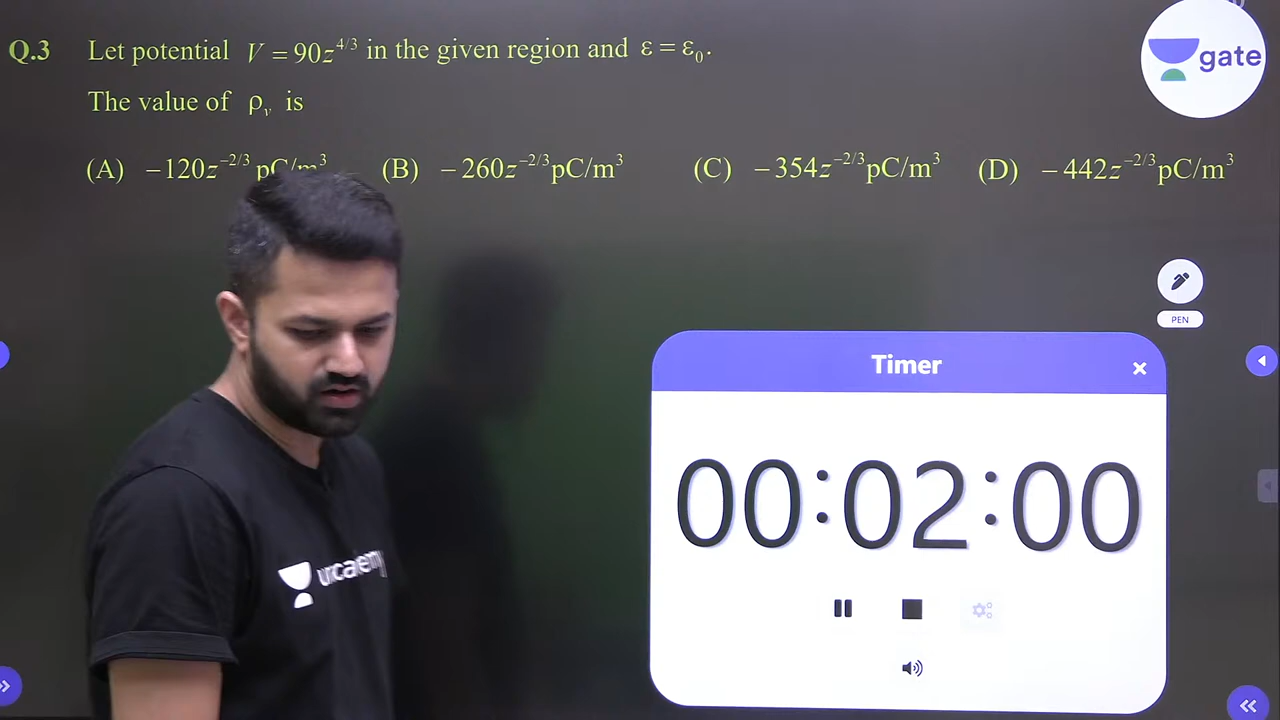 Q.3 Let potential V = 90z^{4/3} in the given region and ε = ε₀.
The value of ρᵥ is
(A) −120z^{−2/3} pC/m³ (B) −260z^{−2/3} pC/m³ (C) −354z^{−2/3} pC/m³ (D) −442z^{−2/3} pC/m³
gate
PEN
Timer
00:02:00